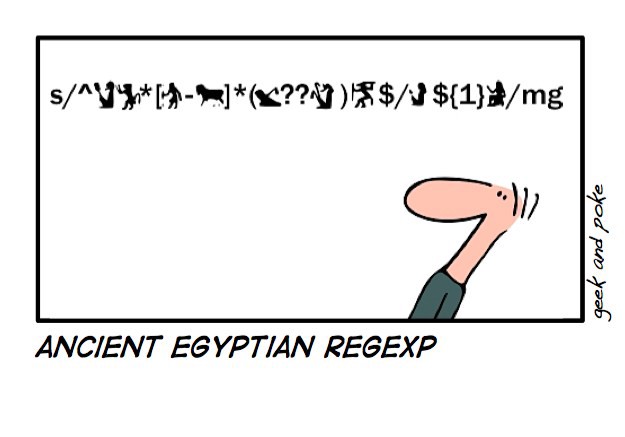 s/^*[-]*(??)$/${1}/mg
geek and poke
ANCIENT EGYPTIAN REGEXP